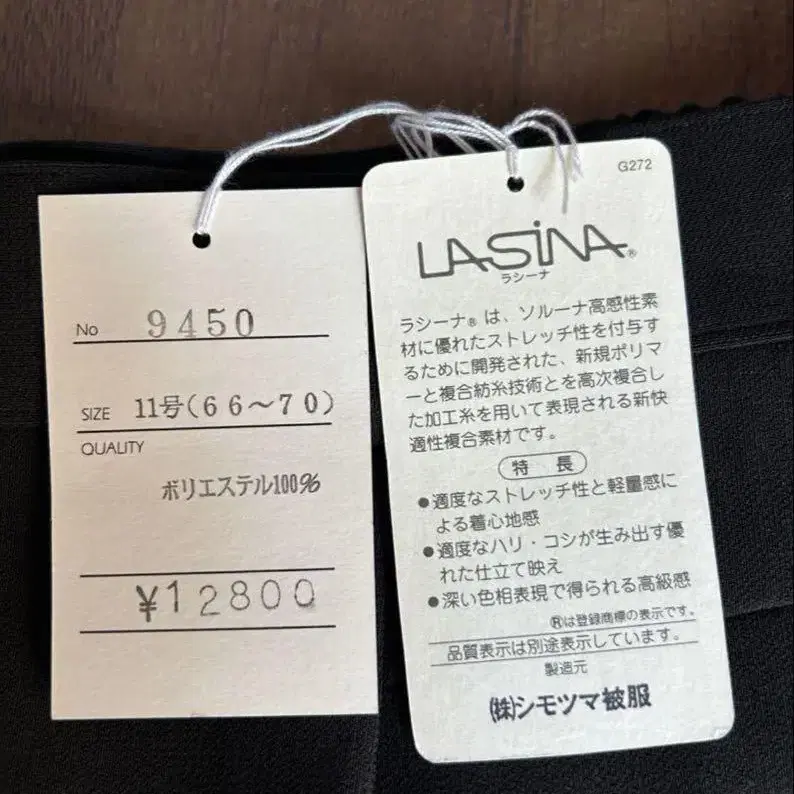 No 9450
SIZE 11号(66〜70)
QUALITY
ポリエステル100%
¥12800
G272
LASiNA®
ラシーナ
ラシーナ®は、ソルーナ高感性素
材に優れたストレッチ性を付与す
るために開発された、新規ポリマ
ーと複合紡糸技術とを高次複合し
た加工糸を用いて表現される新快
適性複合素材です。
特 長
●適度なストレッチ性と軽量感に
よる着心地感
●適度なハリ・コシが生み出す優
れた仕立て映え
●深い色相表現で得られる高級感
®は登録商標の表示です。
品質表示は別途表示しています。
製造元
(株)シモツマ被服